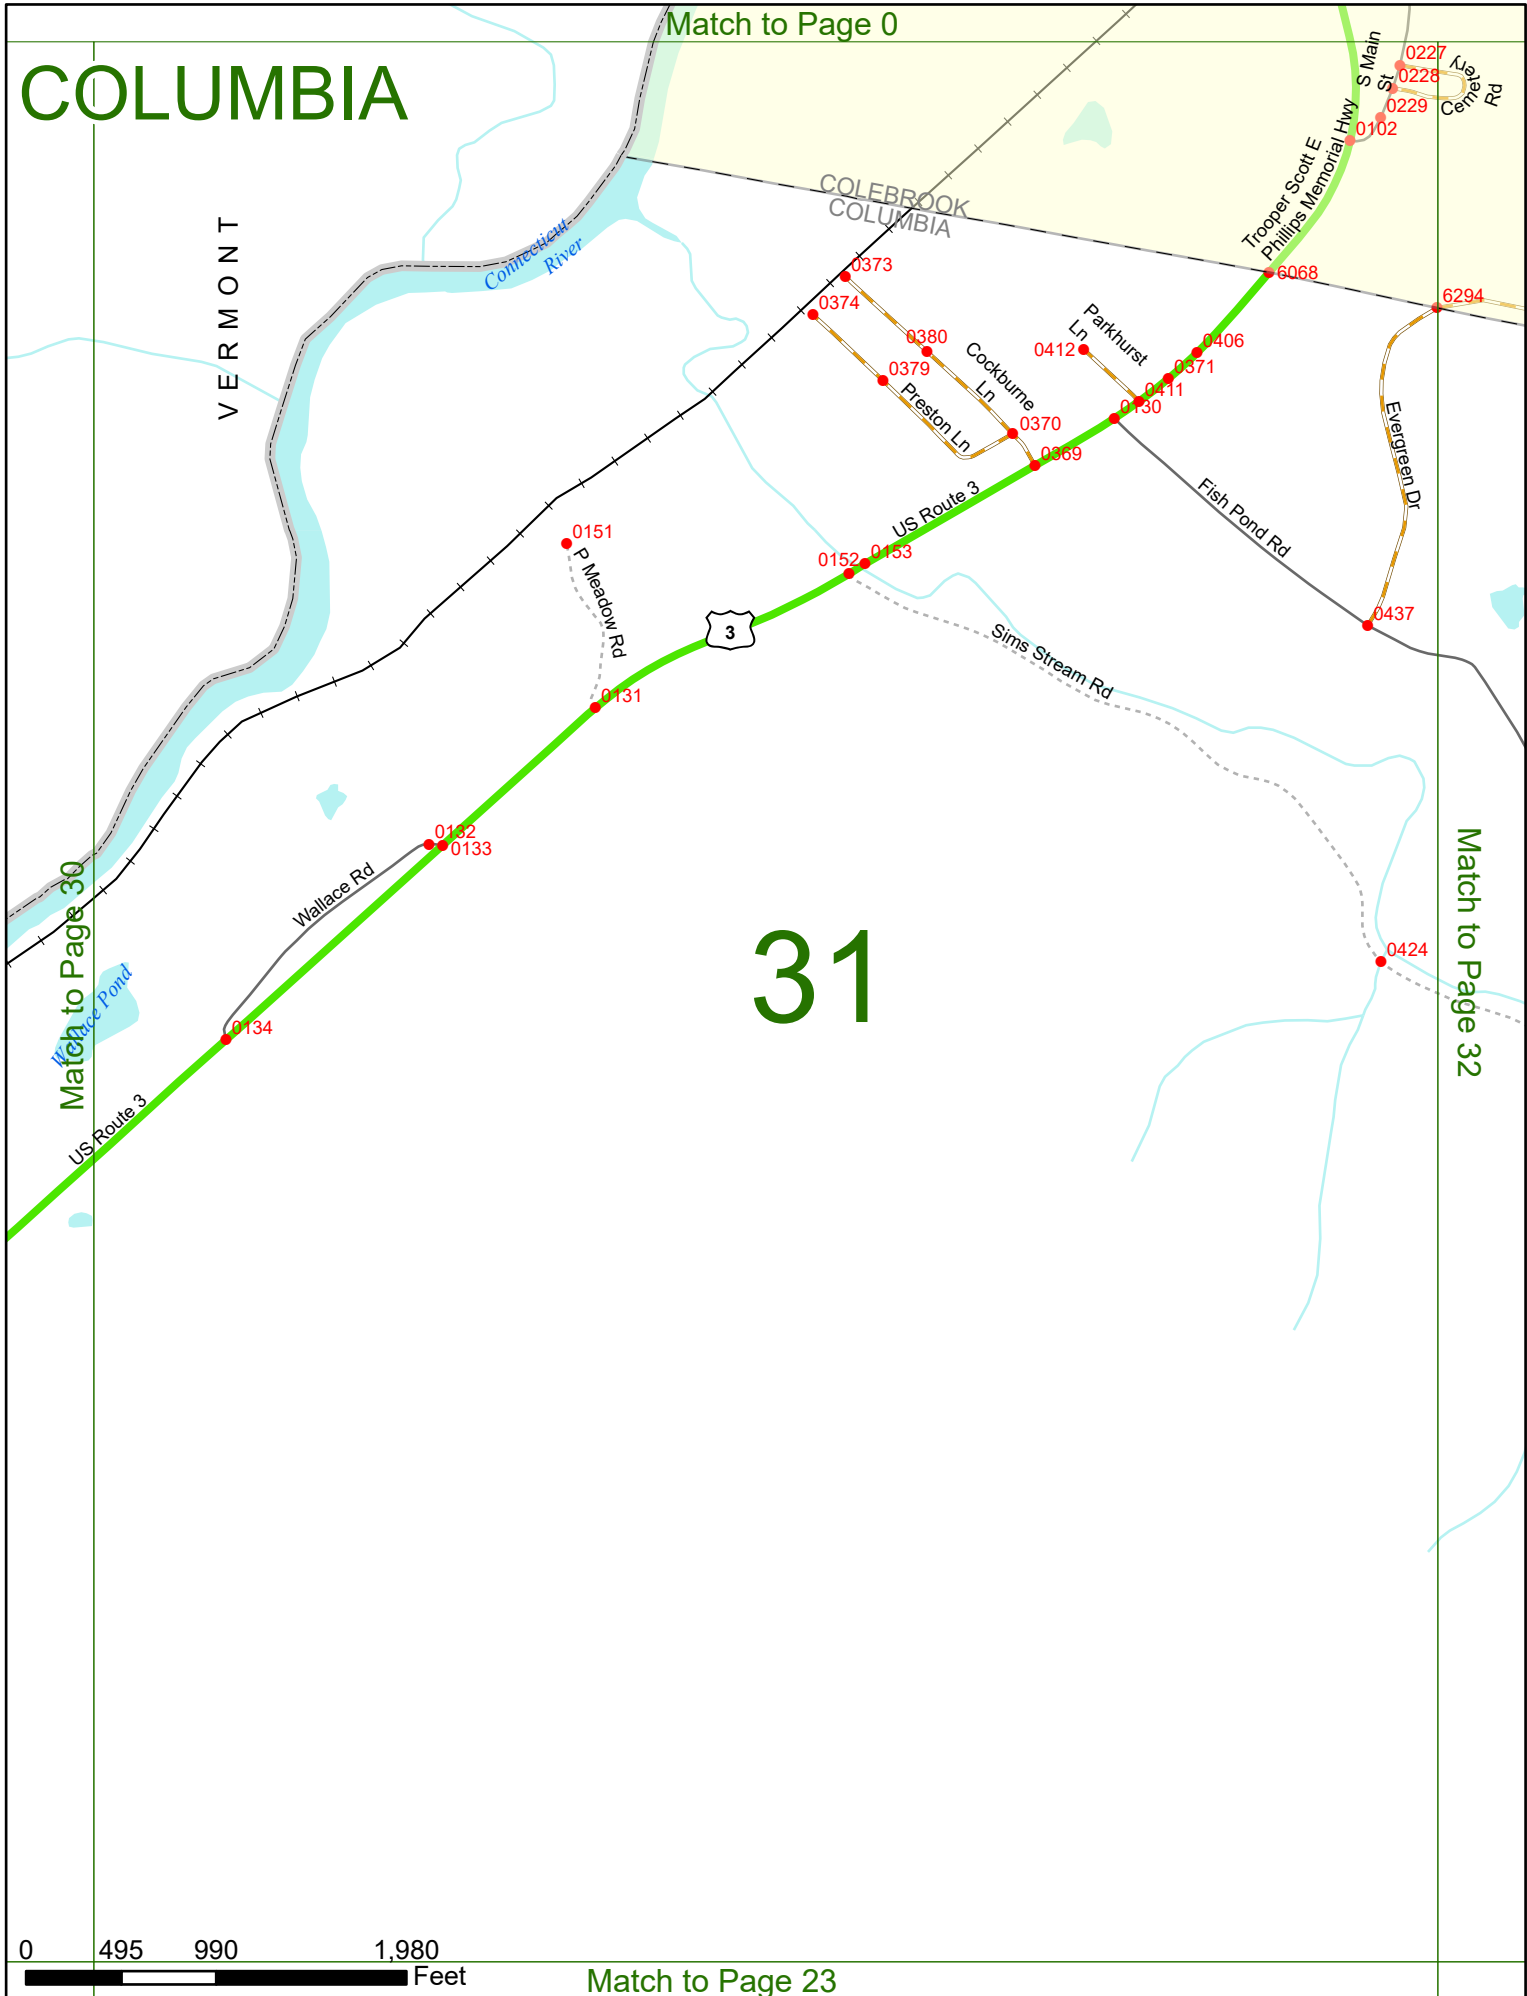 Match to Page 0
COLUMBIA
VERMONT
Connecticut
River
COLEBROOK
COLUMBIA
S Main
St
0227
0228
0229
0102
Cemetery
Rd
Trooper Scott E
Phillips Memorial Hwy
6068
6294
0373
0374
0380
0379
Cockburne
Ln
Preston Ln
0370
0369
Parkhurst
Ln
0412
0406
0371
0411
0130
Evergreen Dr
Fish Pond Rd
0437
US Route 3
0151
P Meadow Rd
0152
0153
3
Sims Stream Rd
0131
0132
0133
Wallace Rd
0134
Match to Page 30
Wallace Pond
US Route 3
31
0424
Match to Page 32
0
495
990
1,980
Feet
Match to Page 23